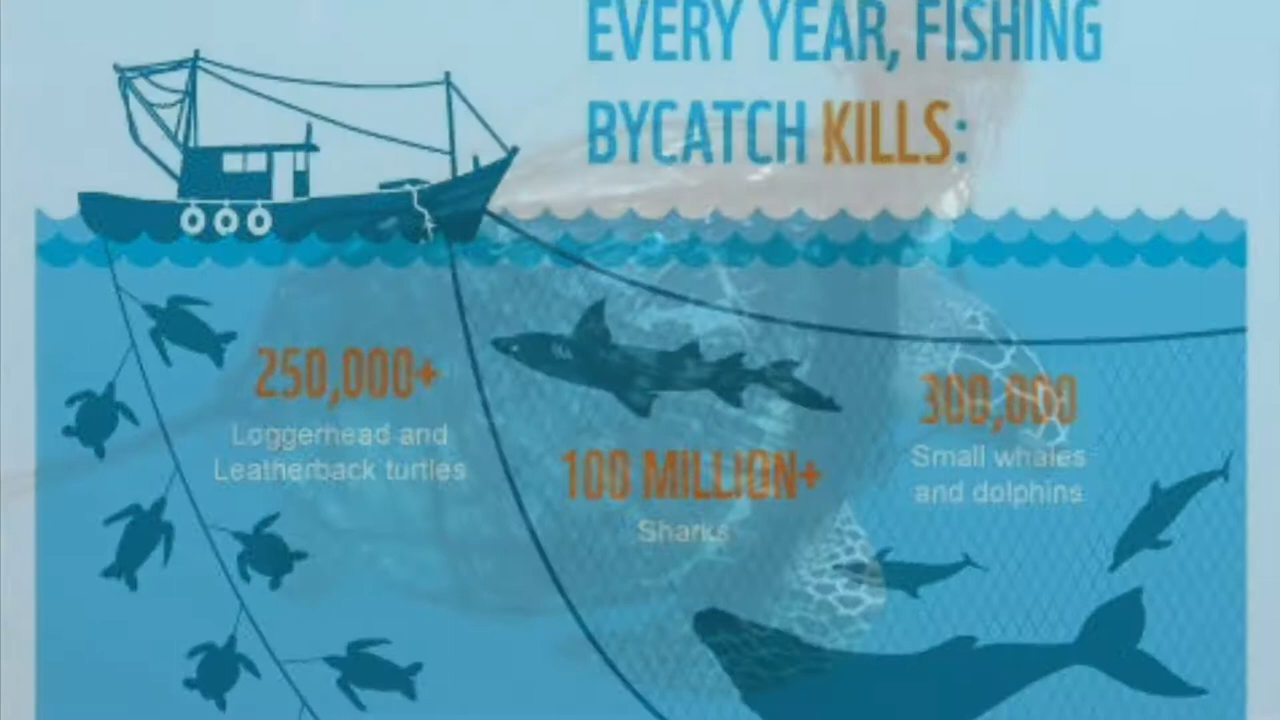 EVERY YEAR, FISHING
BYCATCH KILLS:
250,000+
Loggerhead and
Leatherback turtles
100 MILLION+
Sharks
300,000
Small whales
and dolphins